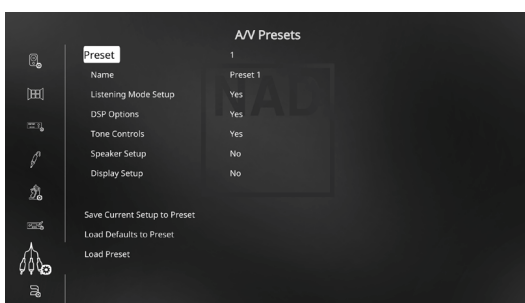 A/V Presets
Preset 1
Name Preset 1
Listening Mode Setup Yes
DSP Options Yes
Tone Controls Yes
Speaker Setup No
Display Setup No
Save Current Setup to Preset
Load Defaults to Preset
Load Preset
NAD